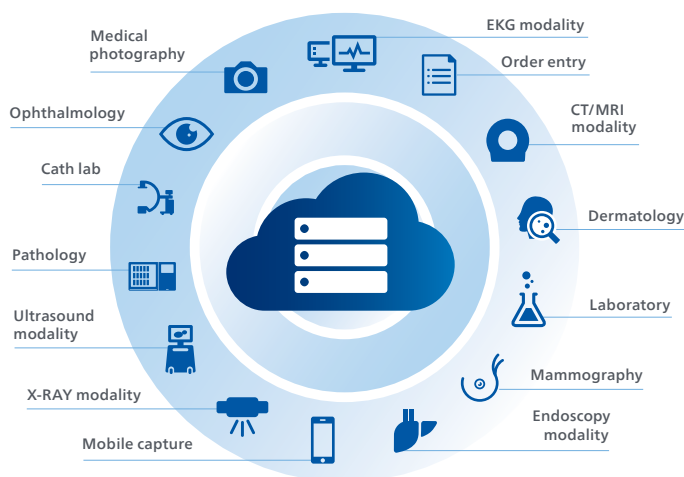 Medical
photography
EKG modality
Order entry
Ophthalmology
CT/MRI
modality
Cath lab
Dermatology
Pathology
Laboratory
Ultrasound
modality
Mammography
X-RAY modality
Endoscopy
modality
Mobile capture